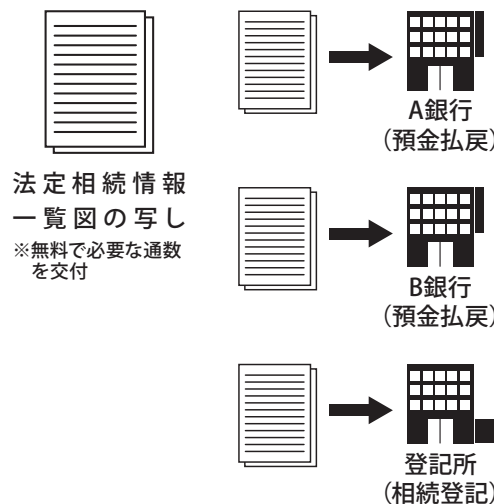 法定相続情報
一覧図の写し
※無料で必要な通数
を交付
A銀行
(預金払戻)
B銀行
(預金払戻)
登記所
(相続登記)